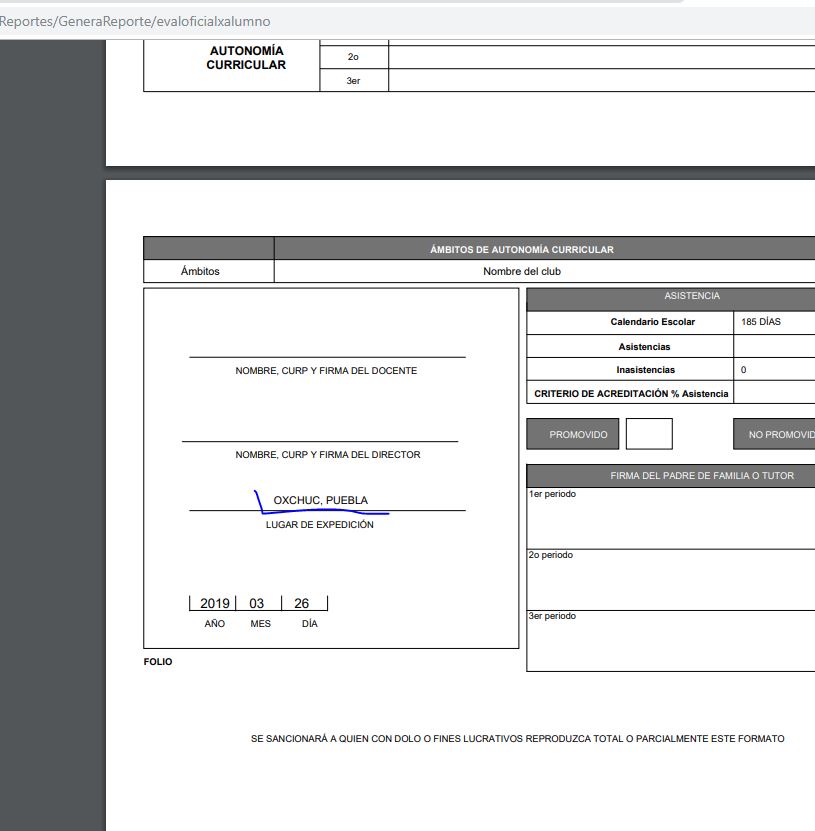 Reportes/GeneraReporte/evaloficialxalumno
AUTONOMÍA
CURRICULAR
2o
3er
ÁMBITOS DE AUTONOMÍA CURRICULAR
Ámbitos
Nombre del club
NOMBRE, CURP Y FIRMA DEL DOCENTE
NOMBRE, CURP Y FIRMA DEL DIRECTOR
OXCHUC, PUEBLA
LUGAR DE EXPEDICIÓN
2019 03 26
AÑO MES DÍA
FOLIO
ASISTENCIA
Calendario Escolar 185 DÍAS
Asistencias
Inasistencias 0
CRITERIO DE ACREDITACIÓN % Asistencia
PROMOVIDO
NO PROMOVID
FIRMA DEL PADRE DE FAMILIA O TUTOR
1er periodo
2o periodo
3er periodo
SE SANCIONARÁ A QUIEN CON DOLO O FINES LUCRATIVOS REPRODUZCA TOTAL O PARCIALMENTE ESTE FORMATO